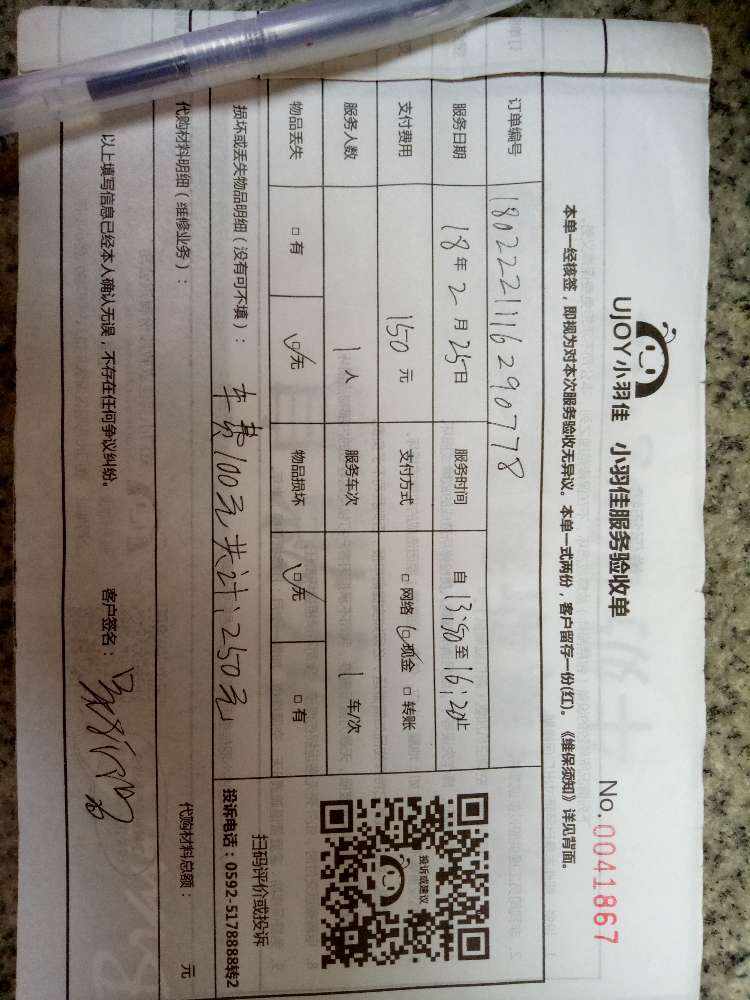 UJOY小羽佳 小羽佳服务验收单 No.0041867
本单一经核签，即视为对本次服务验收无异议。本单一式两份，客户留存一份(红)。《维保须知》详见背面。
订单编号 1802221116290778
服务日期 18年2月25日 服务时间 自13:50至16:20止
支付费用 150元 支付方式 □网络 □现金 □转账
服务人数 1人 服务车次 1车/次
物品丢失 □有 □无 物品损坏 □无 □有
损坏或丢失物品明细（没有可不填）： 车费100元共计：250元
投诉或建议
扫码评价或投诉
投诉电话：0592-5178888转2
代购材料明细（维修业务）： 代购材料总额： 元
以上填写信息已经本人确认无误，不存在任何争议纠纷。 客户签名：